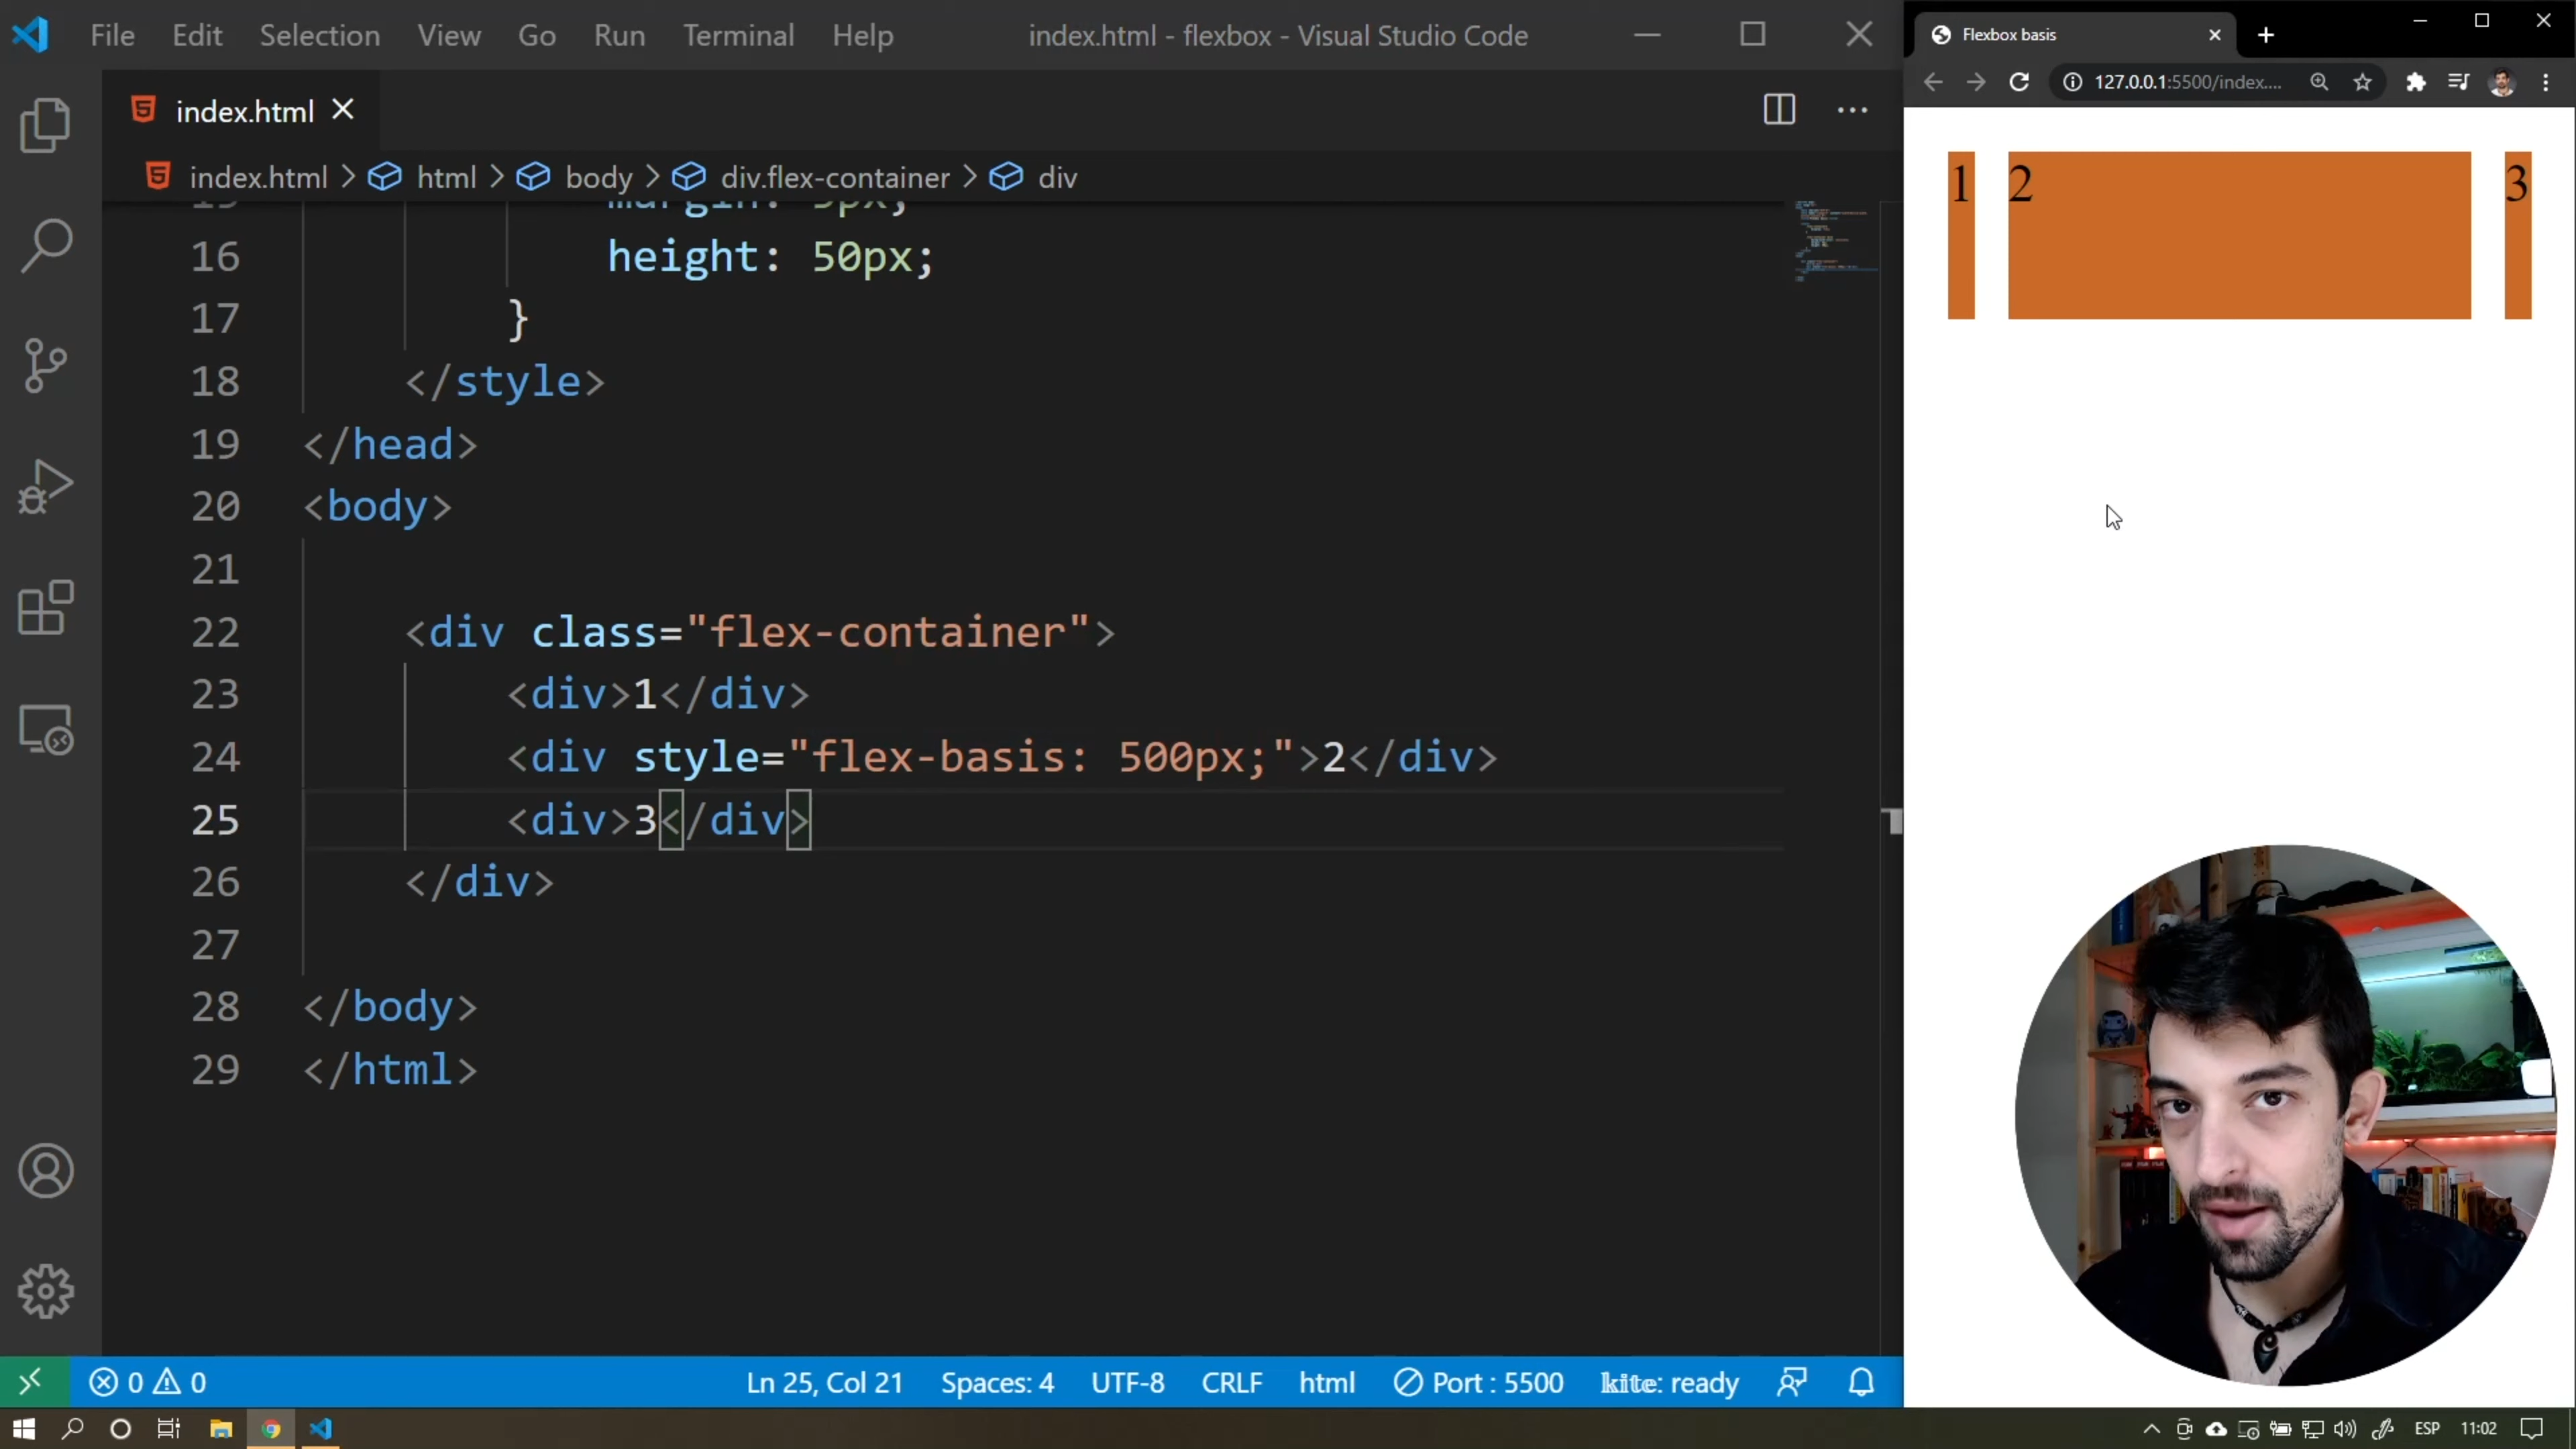 File Edit Selection View Go Run Terminal Help index.html - flexbox - Visual Studio Code
index.html
index.html > html > body > div.flex-container > div
15 margin: 5px;
16 height: 50px;
17 }
18 </style>
19 </head>
20 <body>
21
22 <div class="flex-container">
23 <div>1</div>
24 <div style="flex-basis: 500px;">2</div>
25 <div>3</div>
26 </div>
27
28 </body>
29 </html>
0 0 Ln 25, Col 21 Spaces: 4 UTF-8 CRLF html Port : 5500 kite: ready
Flexbox basis
127.0.0.1:5500/index....
1 2 3
ESP 11:02